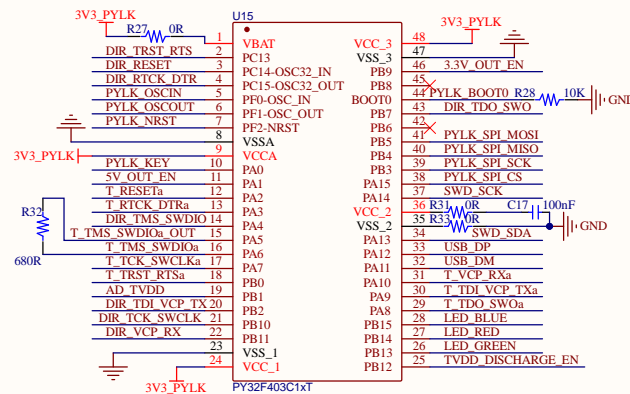 3V3_PYLK
R27 0R
U15
3V3_PYLK
1 VBAT VCC_3 48
DIR_TRST_RTS 2 PC13 VSS_3 47
DIR_RESET 3 PC14-OSC32_IN PB9 46 3.3V_OUT_EN
DIR_RTCK_DTR 4 PC15-OSC32_OUT PB8 45
PYLK_OSCIN 5 PF0-OSC_IN BOOT0 44 PYLK_BOOT0 R28 10K GND
PYLK_OSCOUT 6 PF1-OSC_OUT PB7 43 DIR_TDO_SWO
PYLK_NRST 7 PF2-NRST PB6 42
8 VSSA PB5 41 PYLK_SPI_MOSI
3V3_PYLK 9 VCCA PB4 40 PYLK_SPI_MISO
PYLK_KEY 10 PA0 PB3 39 PYLK_SPI_SCK
5V_OUT_EN 11 PA1 PA15 38 PYLK_SPI_CS
T_RESETa 12 PA2 PA14 37 SWD_SCK
T_RTCK_DTRa 13 PA3 VCC_2 36 R31 0R C17 100nF
R32 DIR_TMS_SWDIO 14 PA4 VSS_2 35 R33 0R GND
T_TMS_SWDIOa_OUT 15 PA5 PA13 34 SWD_SDA
T_TMS_SWDIOa 16 PA6 PA12 33 USB_DP
680R T_TCK_SWCLKa 17 PA7 PA11 32 USB_DM
T_TRST_RTSa 18 PB0 PA10 31 T_VCP_RXa
AD_TVDD 19 PB1 PA9 30 T_TDI_VCP_TXa
DIR_TDI_VCP_TX 20 PB2 PA8 29 T_TDO_SWOa
DIR_TCK_SWCLK 21 PB10 PB15 28 LED_BLUE
DIR_VCP_RX 22 PB11 PB14 27 LED_RED
23 VSS_1 PB13 26 LED_GREEN
24 VCC_1 PB12 25 TVDD_DISCHARGE_EN
3V3_PYLK
PY32F403C1xT